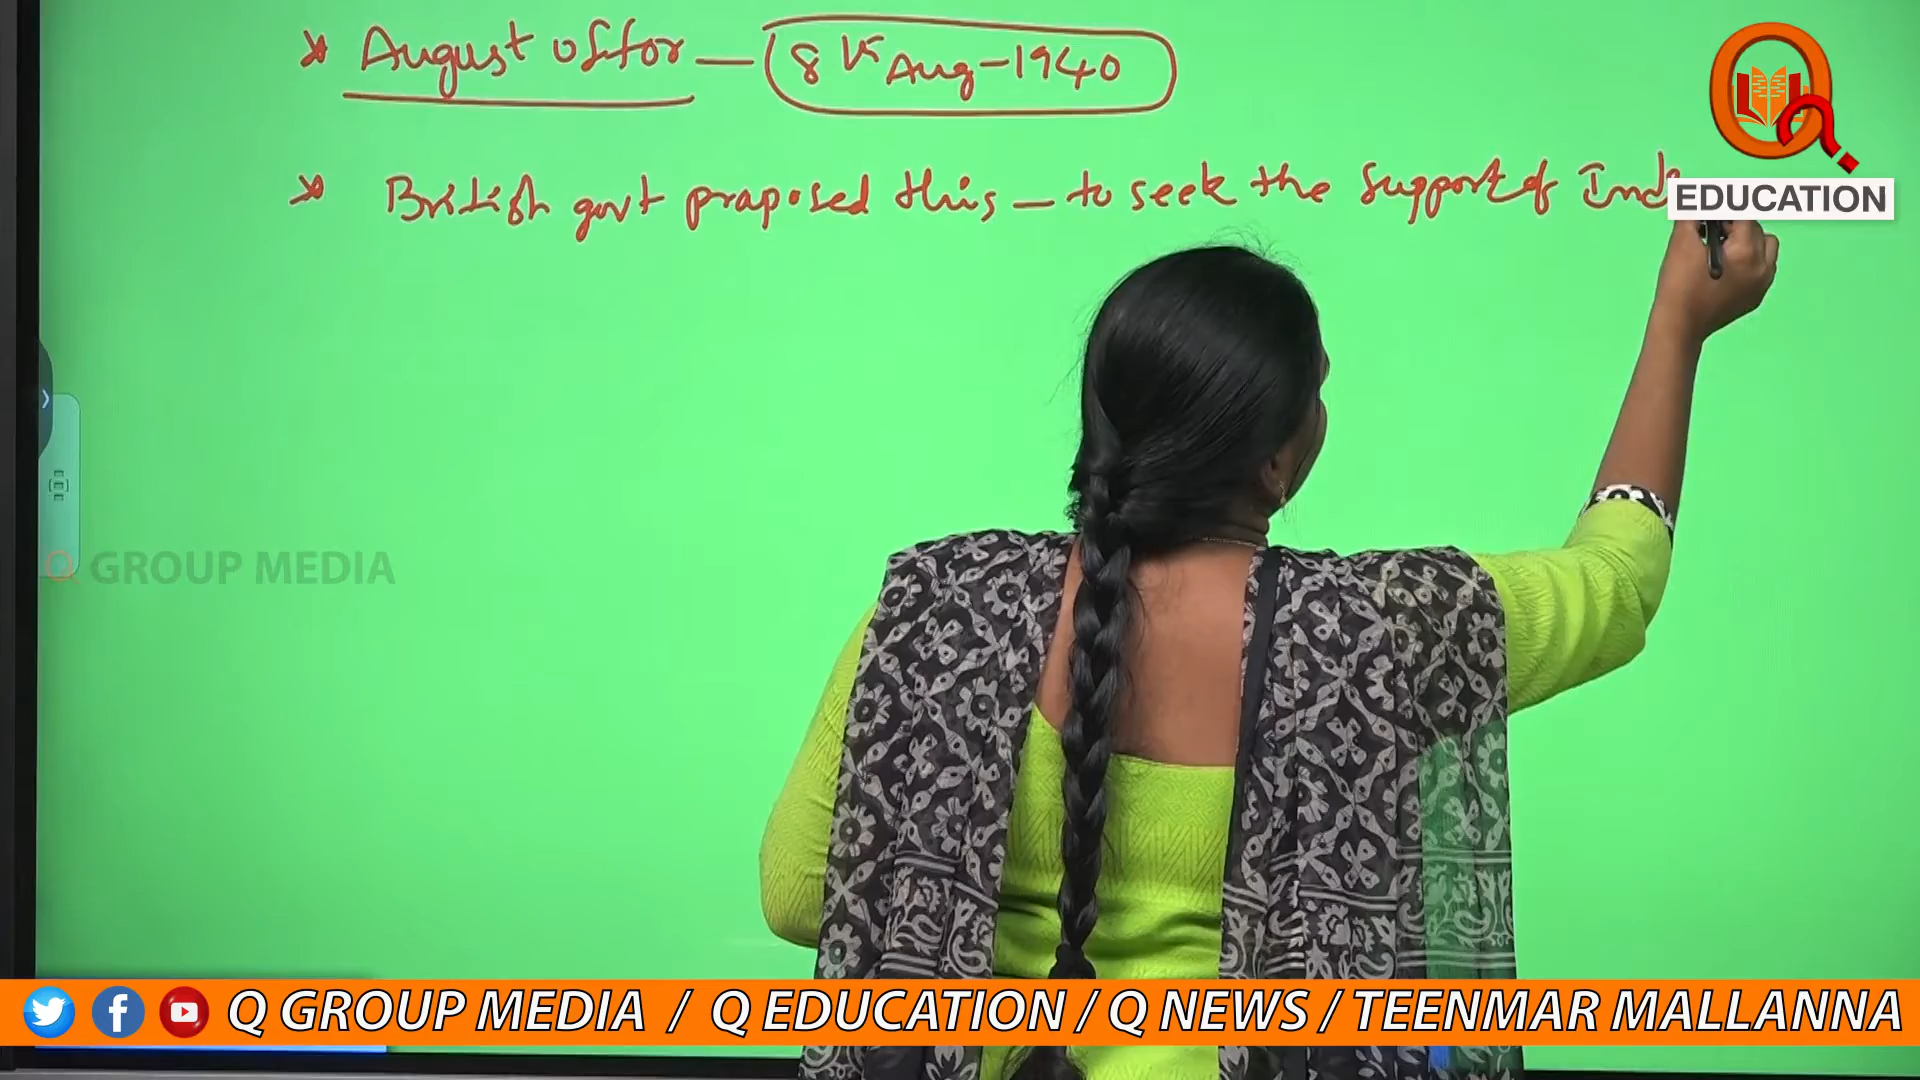 * August offor – 8th Aug-1940
* British govt praposed this – to seek the Support of Ind
EDUCATION
Q GROUP MEDIA
Q GROUP MEDIA / Q EDUCATION / Q NEWS / TEENMAR MALLANNA